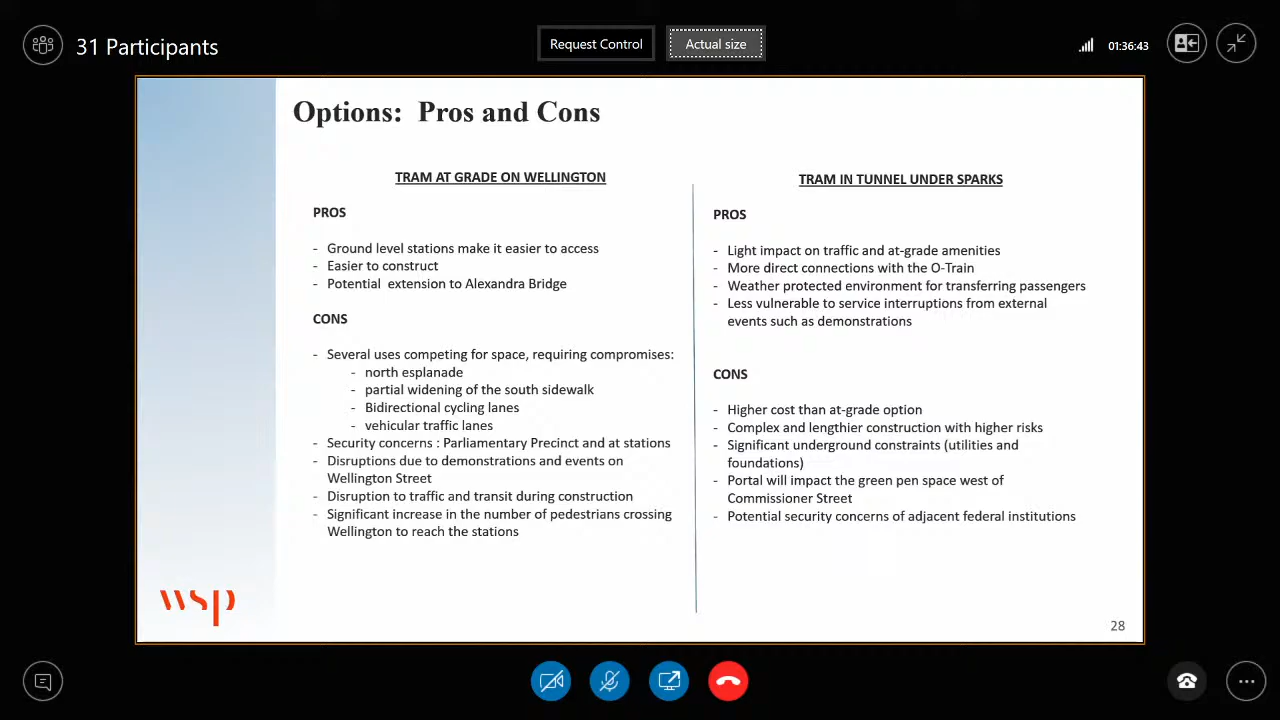 31 Participants
Request Control
Actual size
01:36:43
Options:  Pros and Cons
TRAM AT GRADE ON WELLINGTON
PROS
- Ground level stations make it easier to access
- Easier to construct
- Potential  extension to Alexandra Bridge
CONS
- Several uses competing for space, requiring compromises:
- north esplanade
- partial widening of the south sidewalk
- Bidirectional cycling lanes
- vehicular traffic lanes
- Security concerns : Parliamentary Precinct and at stations
- Disruptions due to demonstrations and events on
Wellington Street
- Disruption to traffic and transit during construction
- Significant increase in the number of pedestrians crossing
Wellington to reach the stations
TRAM IN TUNNEL UNDER SPARKS
PROS
- Light impact on traffic and at-grade amenities
- More direct connections with the O-Train
- Weather protected environment for transferring passengers
- Less vulnerable to service interruptions from external
events such as demonstrations
CONS
- Higher cost than at-grade option
- Complex and lengthier construction with higher risks
- Significant underground constraints (utilities and
foundations)
- Portal will impact the green pen space west of
Commissioner Street
- Potential security concerns of adjacent federal institutions
wsp
28